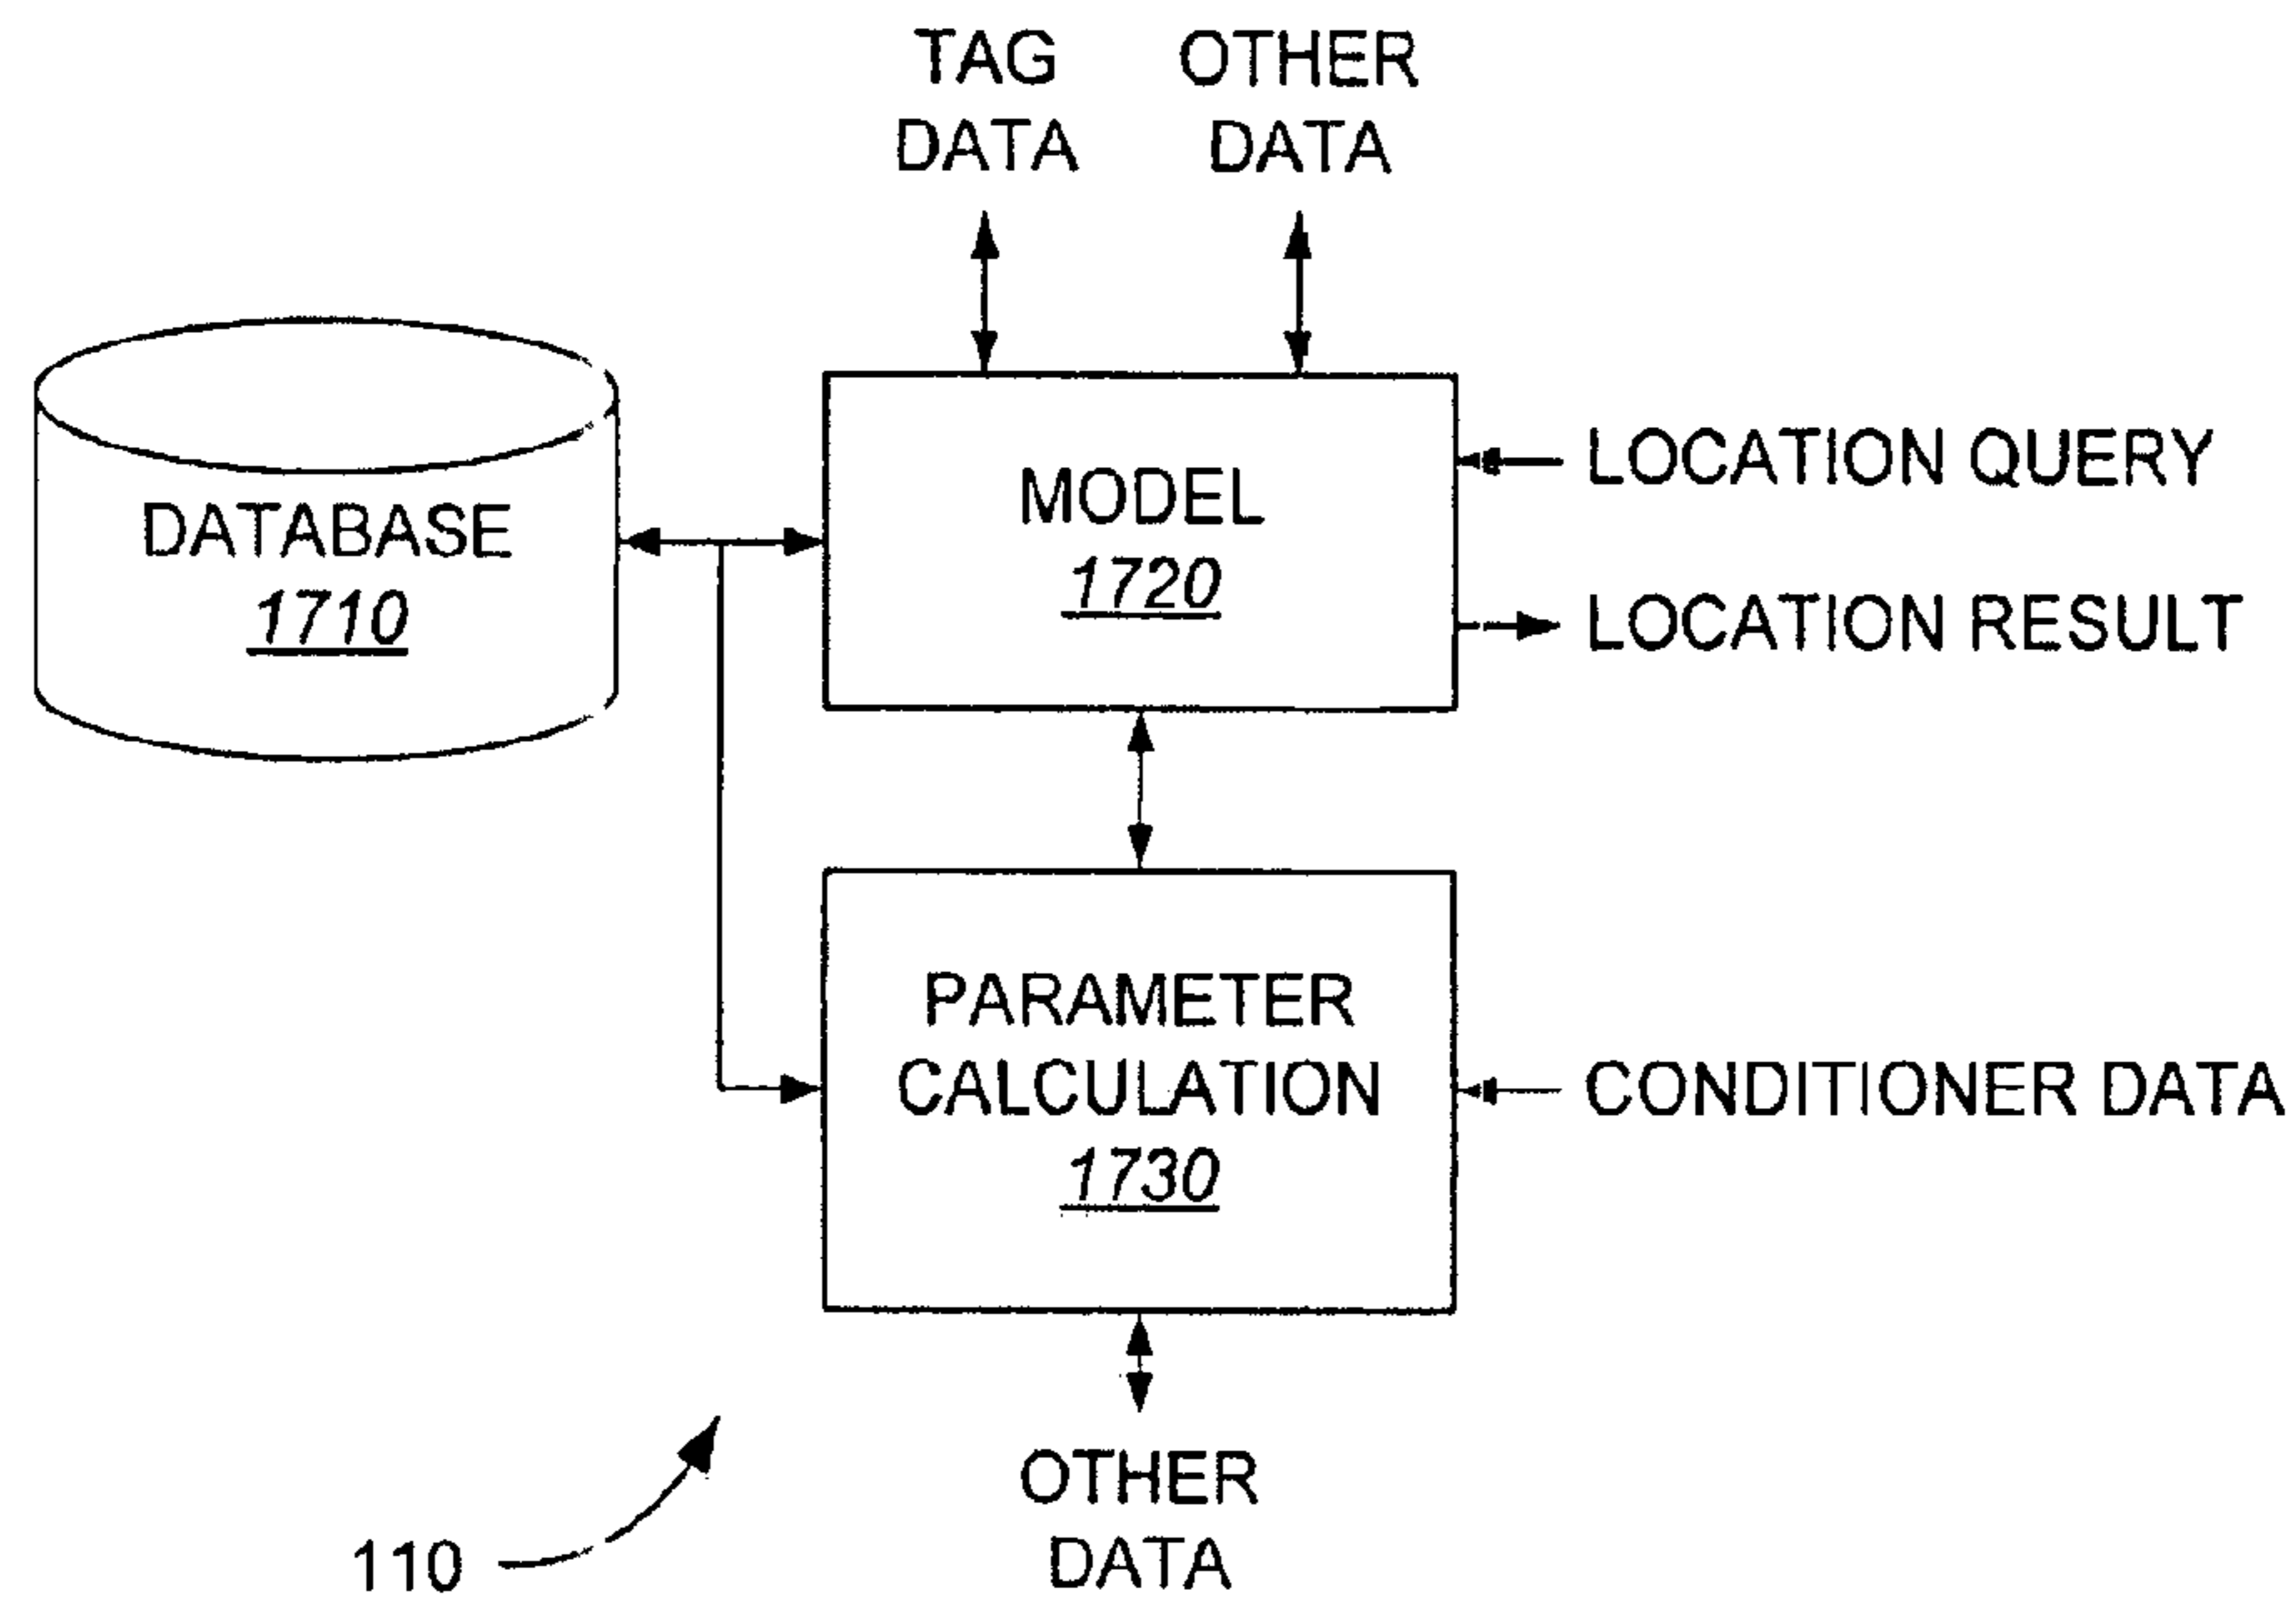 TAG
DATA
OTHER
DATA
DATABASE
1710
MODEL
1720
LOCATION QUERY
LOCATION RESULT
PARAMETER
CALCULATION
1730
CONDITIONER DATA
OTHER
DATA
110